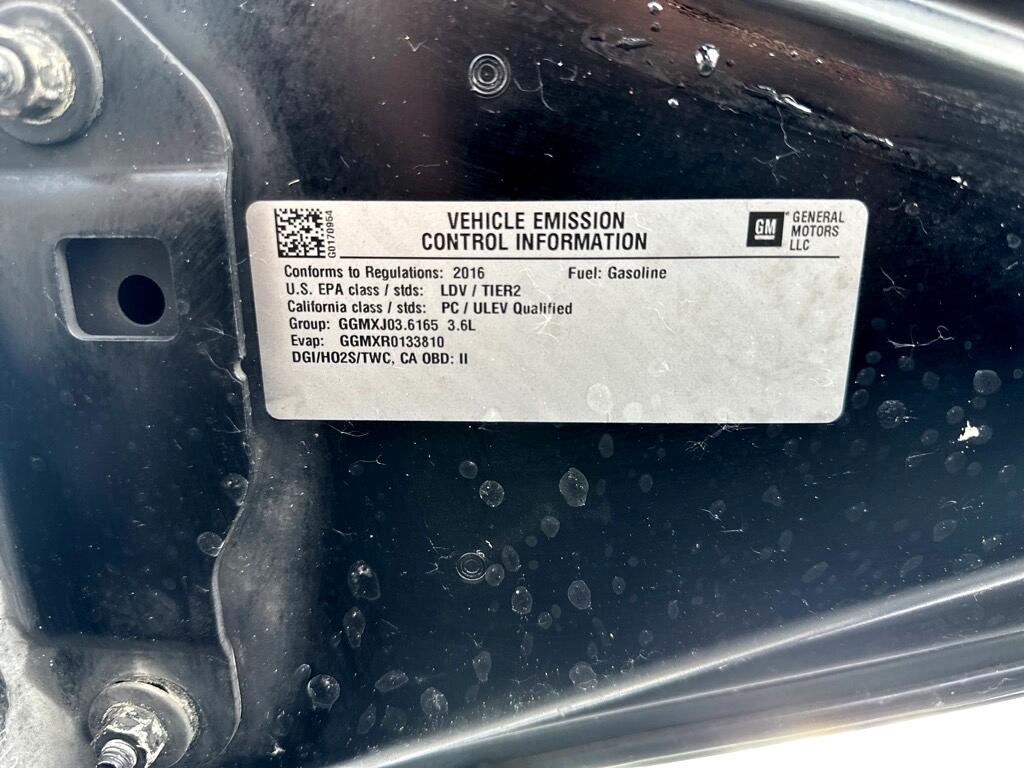 G0170954
VEHICLE EMISSION
CONTROL INFORMATION
GM
GENERAL
MOTORS
LLC
Conforms to Regulations: 2016 Fuel: Gasoline
U.S. EPA class / stds: LDV / TIER2
California class / stds: PC / ULEV Qualified
Group: GGMXJ03.6165 3.6L
Evap: GGMXR0133810
DGI/HO2S/TWC, CA OBD: II